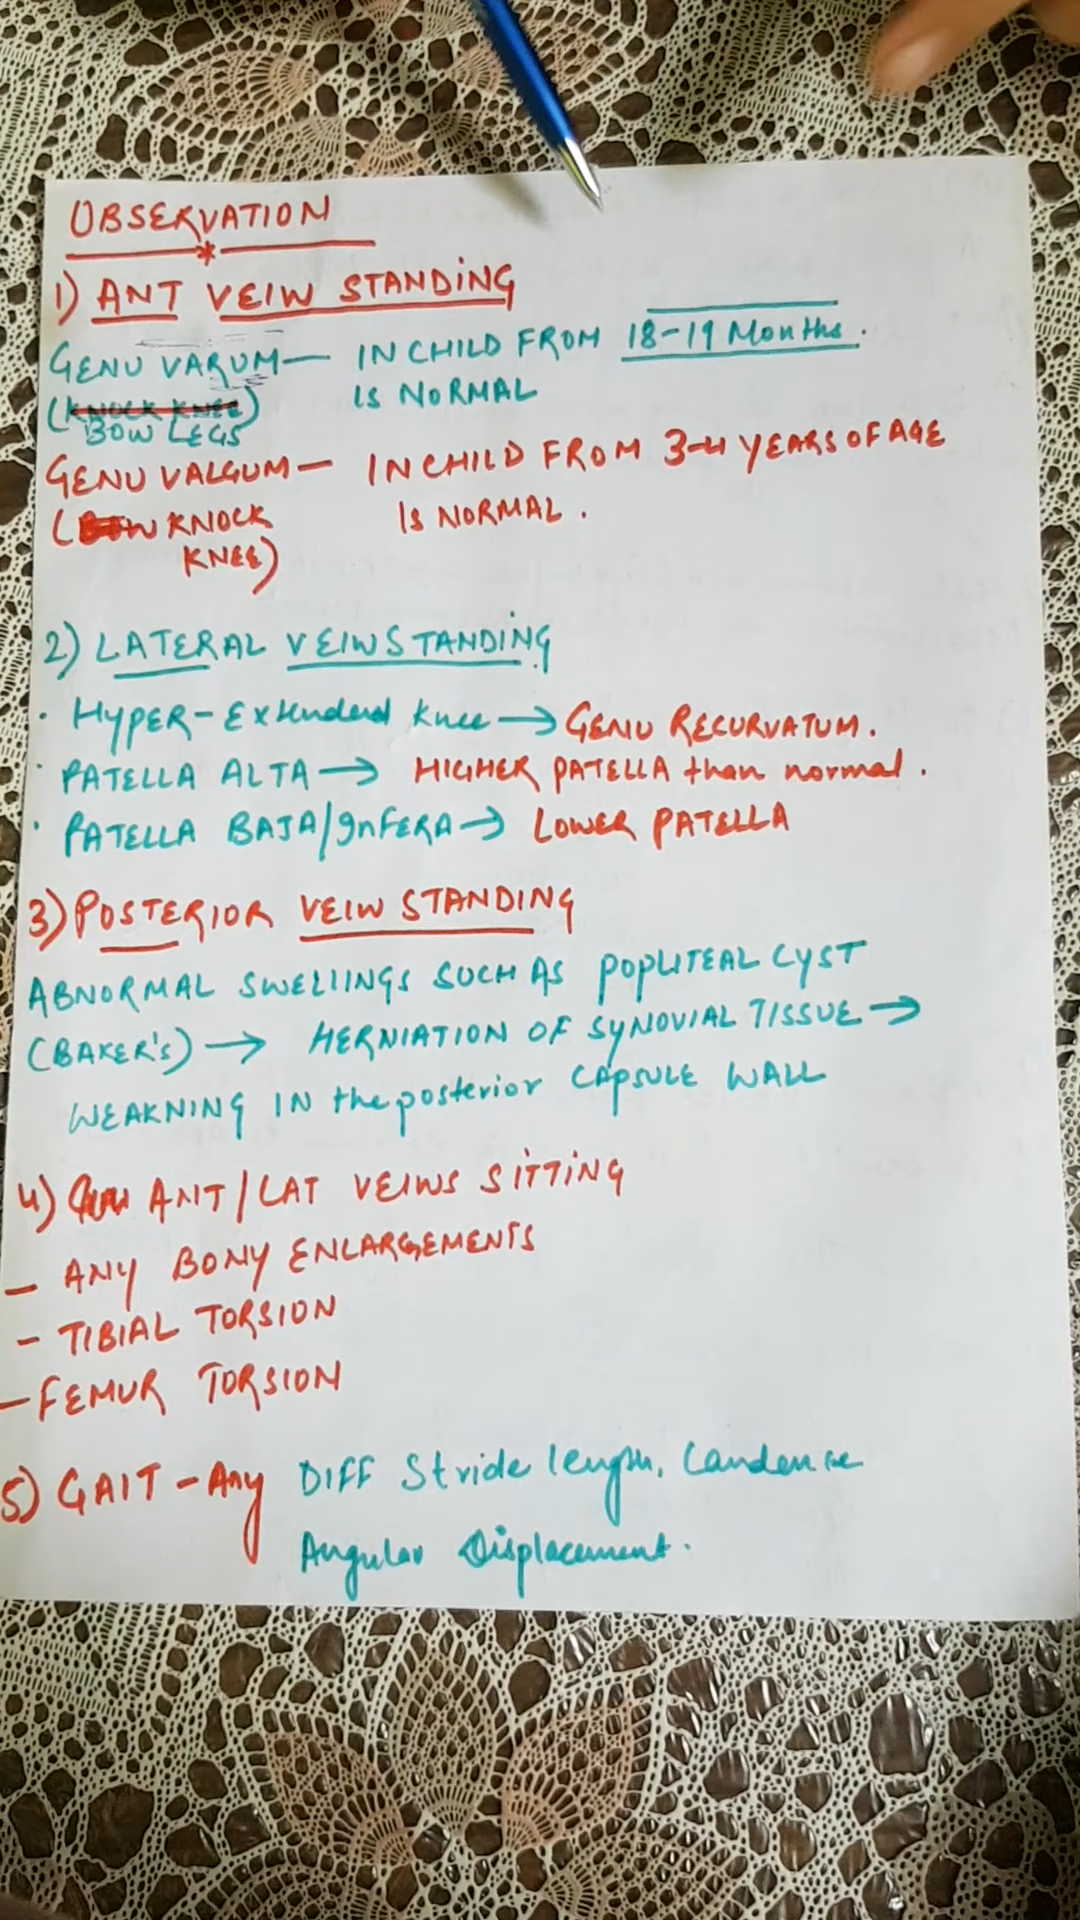 OBSERVATION
1) ANT VEIW STANDING
GENU VARUM — IN CHILD FROM 18-19 Months.
(KNOCK KNEE) IS NORMAL
BOW LEGS
GENU VALGUM — IN CHILD FROM 3-4 YEARS OF AGE
(BOW KNOCK IS NORMAL.
KNEE)
2) LATERAL VEIW STANDING
· HYPER-Extended knee → GENU RECURVATUM.
· PATELLA ALTA → HIGHER PATELLA than normal.
· PATELLA BAJA/InFERA → LOWER PATELLA
3) POSTERIOR VEIW STANDING
ABNORMAL SWELLINGS SUCH AS POPLITEAL CYST
(BAKER'S) → HERNIATION OF SYNOVIAL TISSUE →
WEAKNING IN the posterior CAPSULE WALL
4) ANT/LAT VEIWS SITTING
— ANY BONY ENLARGEMENTS
- TIBIAL TORSION
- FEMUR TORSION
5) GAIT - Any DIFF Stride length,
Angular Displacement.